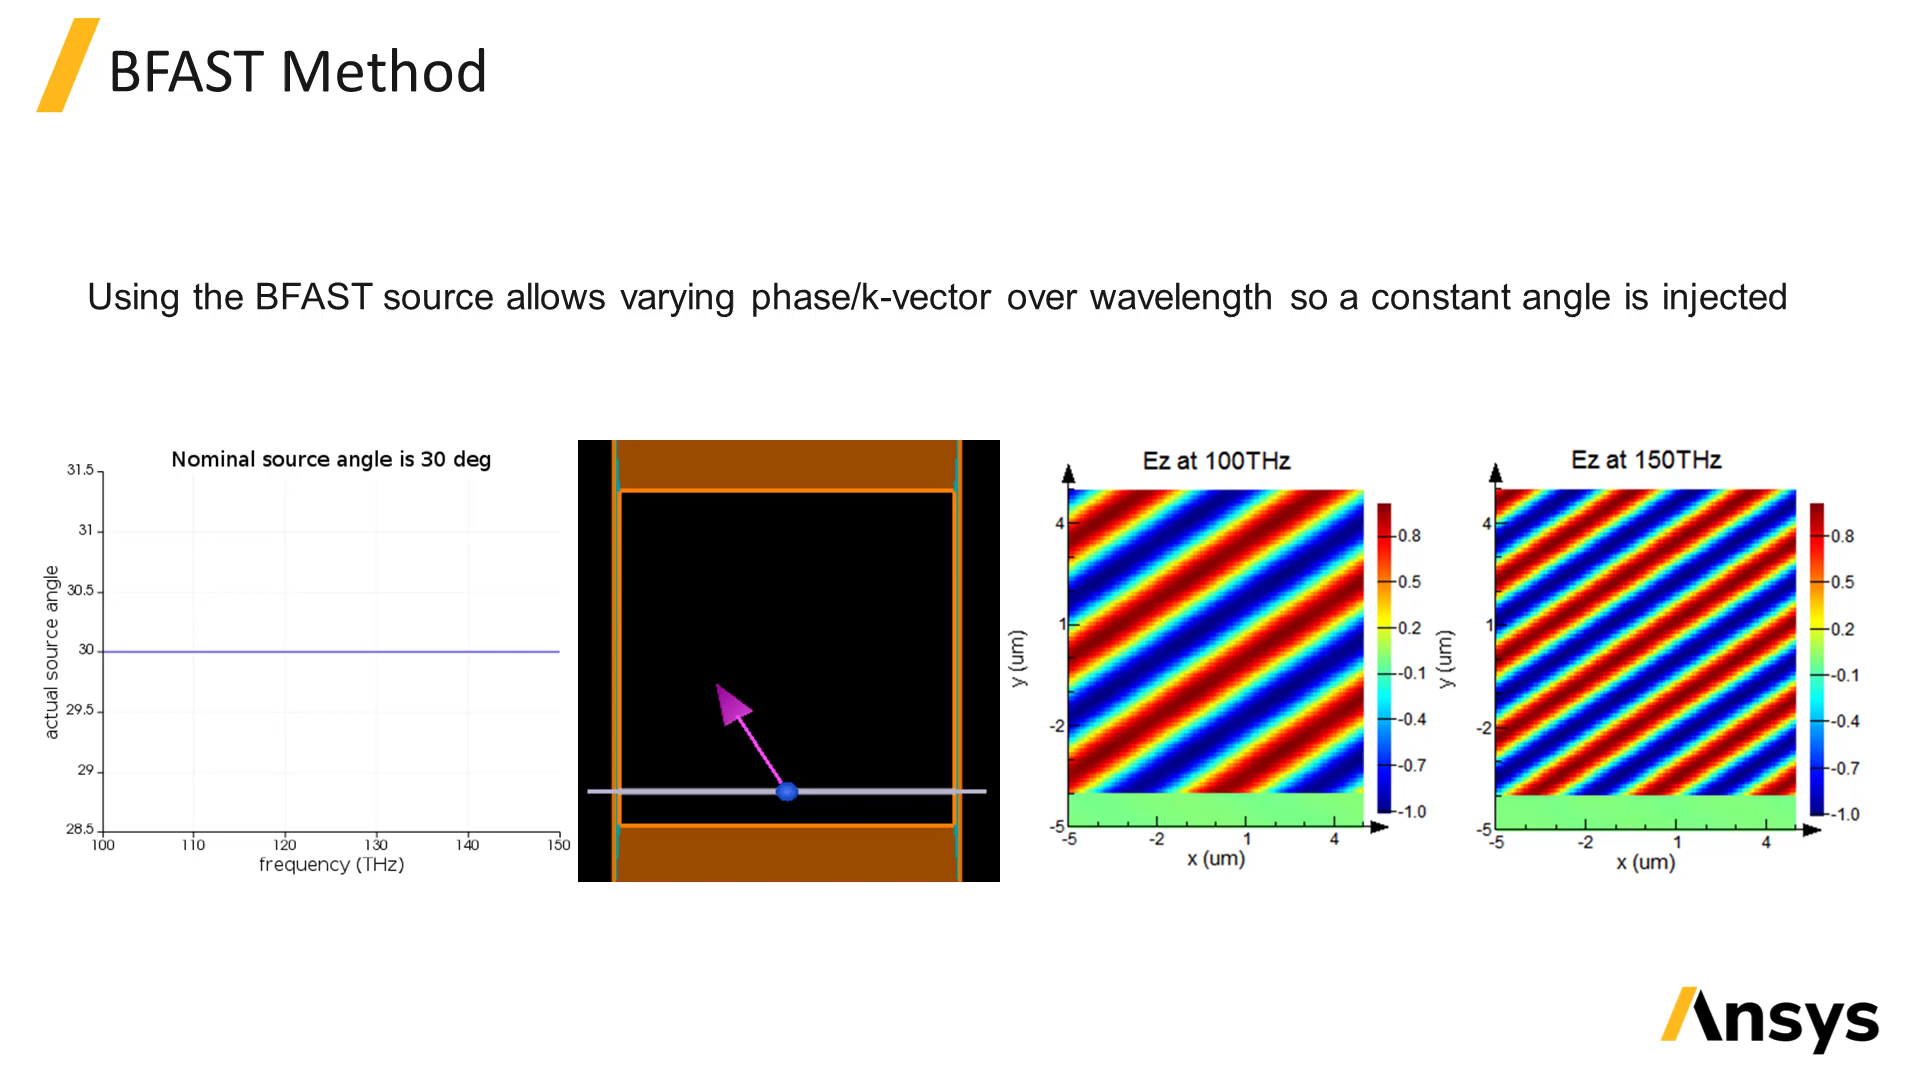 BFAST Method
Using the BFAST source allows varying phase/k-vector over wavelength so a constant angle is injected
Nominal source angle is 30 deg
31.5
31
30.5
30
29.5
29
28.5
actual source angle
100 110 120 130 140 150
frequency (THz)
Ez at 100THz
4
1
-2
-5
y (um)
-5 -2 1 4
x (um)
0.8
0.5
0.2
-0.1
-0.4
-0.7
-1.0
Ez at 150THz
4
1
-2
-5
y (um)
-5 -2 1 4
x (um)
0.8
0.5
0.2
-0.1
-0.4
-0.7
-1.0
Ansys